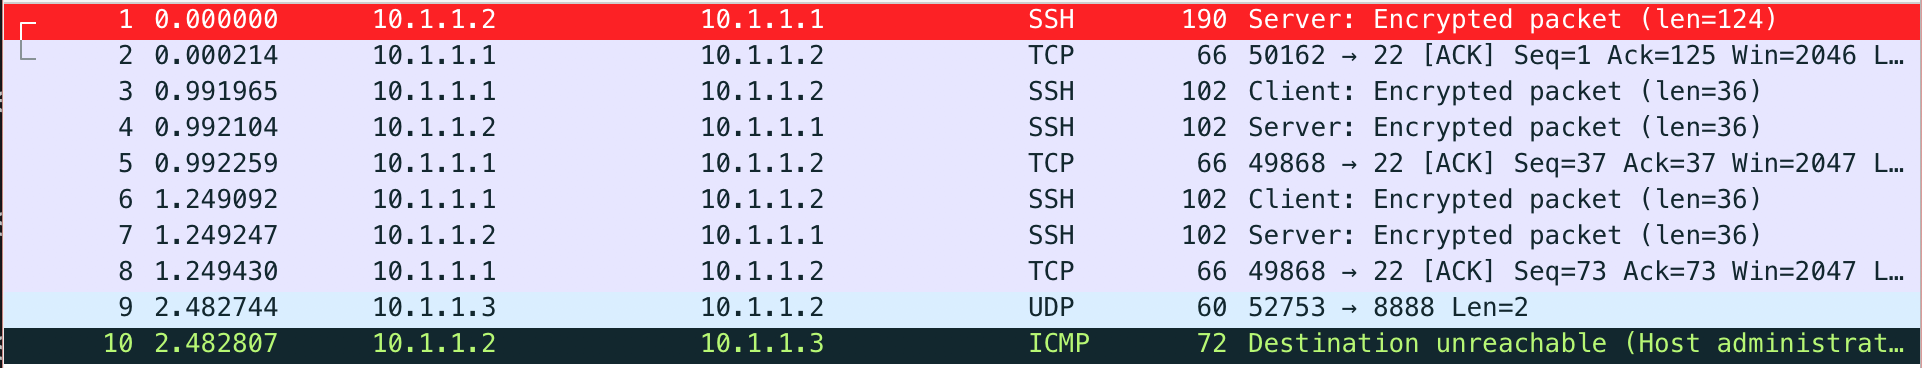 1 0.000000 10.1.1.2 10.1.1.1 SSH 190 Server: Encrypted packet (len=124)
2 0.000214 10.1.1.1 10.1.1.2 TCP 66 50162 → 22 [ACK] Seq=1 Ack=125 Win=2046 L…
3 0.991965 10.1.1.1 10.1.1.2 SSH 102 Client: Encrypted packet (len=36)
4 0.992104 10.1.1.2 10.1.1.1 SSH 102 Server: Encrypted packet (len=36)
5 0.992259 10.1.1.1 10.1.1.2 TCP 66 49868 → 22 [ACK] Seq=37 Ack=37 Win=2047 L…
6 1.249092 10.1.1.1 10.1.1.2 SSH 102 Client: Encrypted packet (len=36)
7 1.249247 10.1.1.2 10.1.1.1 SSH 102 Server: Encrypted packet (len=36)
8 1.249430 10.1.1.1 10.1.1.2 TCP 66 49868 → 22 [ACK] Seq=73 Ack=73 Win=2047 L…
9 2.482744 10.1.1.3 10.1.1.2 UDP 60 52753 → 8888 Len=2
10 2.482807 10.1.1.2 10.1.1.3 ICMP 72 Destination unreachable (Host administrat…